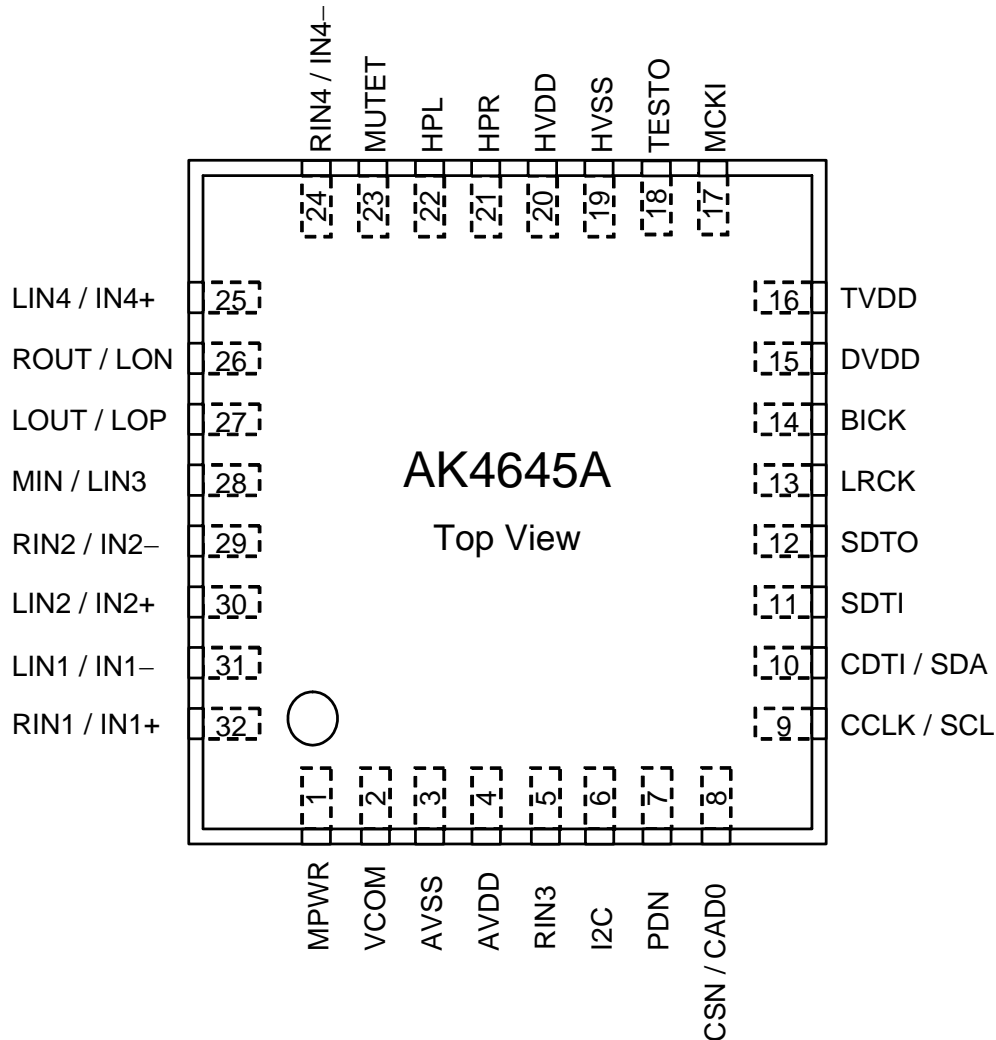 RIN4 / IN4−
MUTET
HPL
HPR
HVDD
HVSS
TESTO
MCKI
24
23
22
21
20
19
18
17
LIN4 / IN4+
25
16
TVDD
ROUT / LON
26
15
DVDD
LOUT / LOP
27
14
BICK
MIN / LIN3
28
AK4645A
13
LRCK
RIN2 / IN2−
29
Top View
12
SDTO
LIN2 / IN2+
30
11
SDTI
LIN1 / IN1−
31
10
CDTI / SDA
RIN1 / IN1+
32
9
CCLK / SCL
1
2
3
4
5
6
7
8
MPWR
VCOM
AVSS
AVDD
RIN3
I2C
PDN
CSN / CAD0